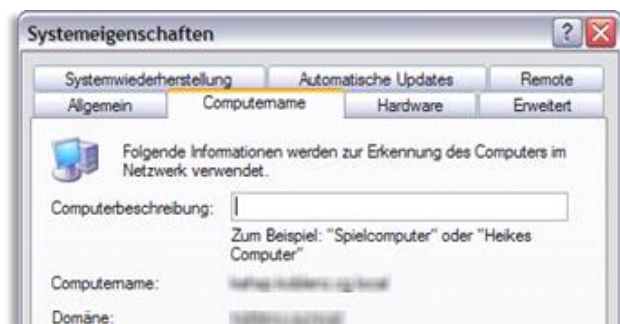 Systemeigenschaften
Systemwiederherstellung Automatische Updates Remote
Allgemein Computername Hardware Erweitert
Folgende Informationen werden zur Erkennung des Computers im
Netzwerk verwendet.
Computerbeschreibung:
Zum Beispiel: "Spielcomputer" oder "Heikes
Computer"
Computername:
Domäne: